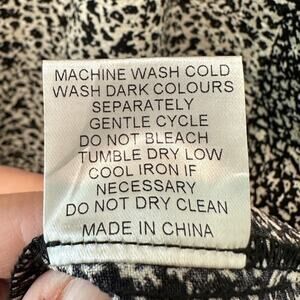 MACHINE WASH COLD
WASH DARK COLOURS
SEPARATELY
GENTLE CYCLE
DO NOT BLEACH
TUMBLE DRY LOW
COOL IRON IF
NECESSARY
DO NOT DRY CLEAN
MADE IN CHINA